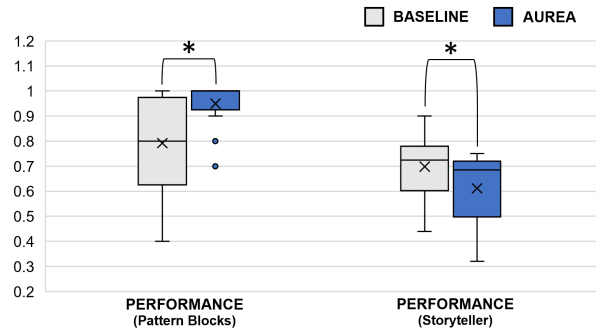 BASELINE AUREA
1.2
1.1
1
0.9
0.8
0.7
0.6
0.5
0.4
0.3
0.2
* *
PERFORMANCE
(Pattern Blocks)
PERFORMANCE
(Storyteller)